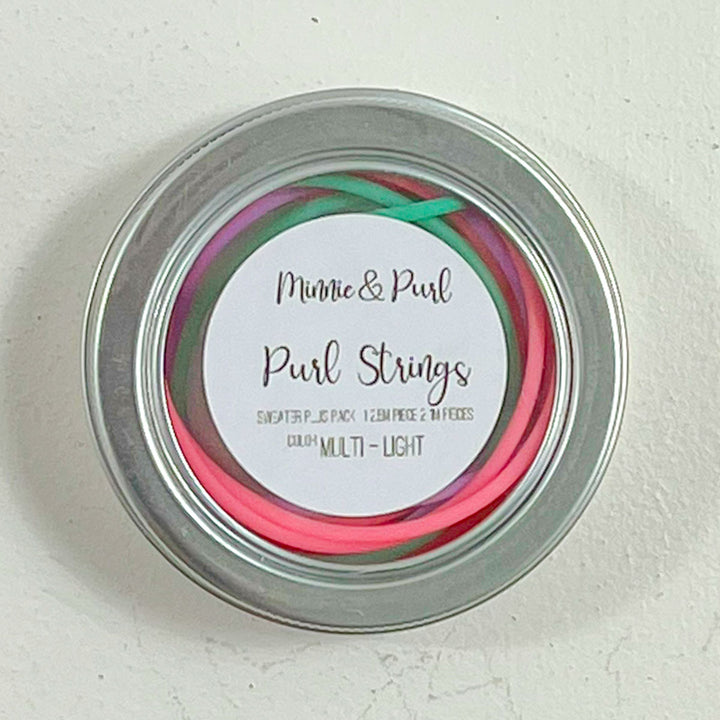 Minnie & Purl
Purl Strings
SWEATER PLUS PACK 1 2.5M PIECE 2 1M PIECES
COLOR MULTI - LIGHT